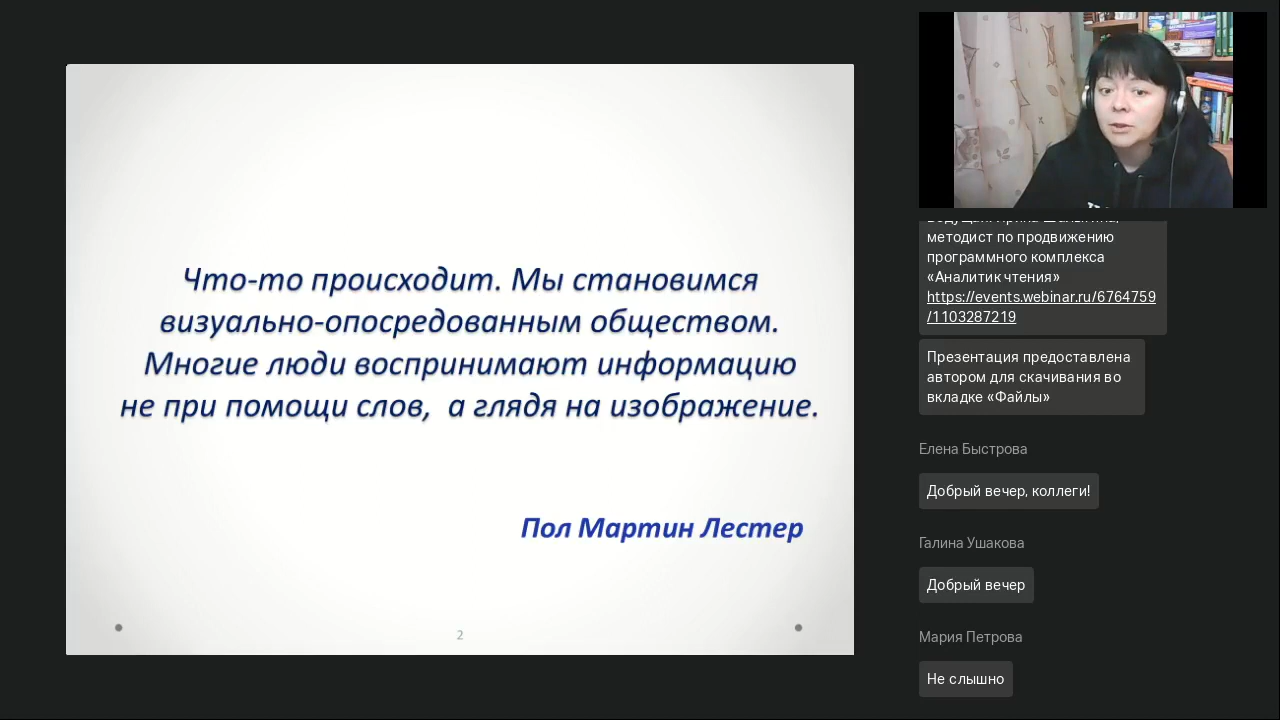 Что-то происходит. Мы становимся
визуально-опосредованным обществом.
Многие люди воспринимают информацию
не при помощи слов, а глядя на изображение.
Пол Мартин Лестер
2
методист по продвижению
программного комплекса
«Аналитик чтения»
https://events.webinar.ru/6764759
/1103287219
Презентация предоставлена
автором для скачивания во
вкладке «Файлы»
Елена Быстрова
Добрый вечер, коллеги!
Галина Ушакова
Добрый вечер
Мария Петрова
Не слышно